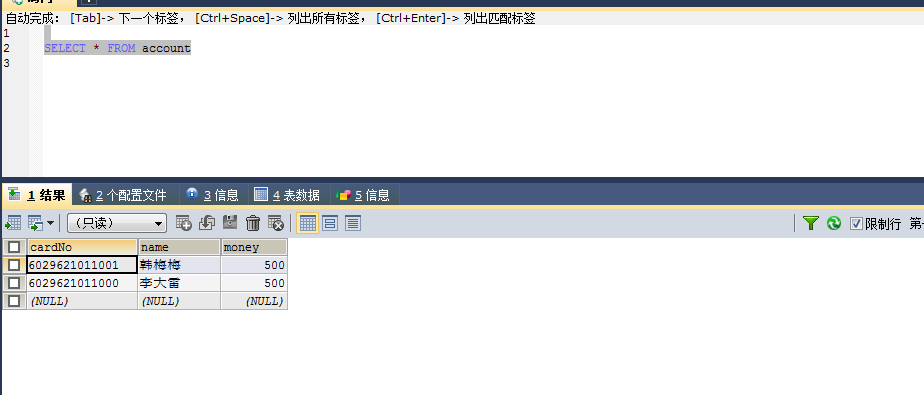 自动完成: [Tab]-> 下一个标签, [Ctrl+Space]-> 列出所有标签, [Ctrl+Enter]-> 列出匹配标签
1
2 SELECT * FROM account
3
1 结果 2 个配置文件 3 信息 4 表数据 5 信息
(只读) 限制行 第一
cardNo name money
6029621011001 韩梅梅 500
6029621011000 李大雷 500
(NULL) (NULL) (NULL)